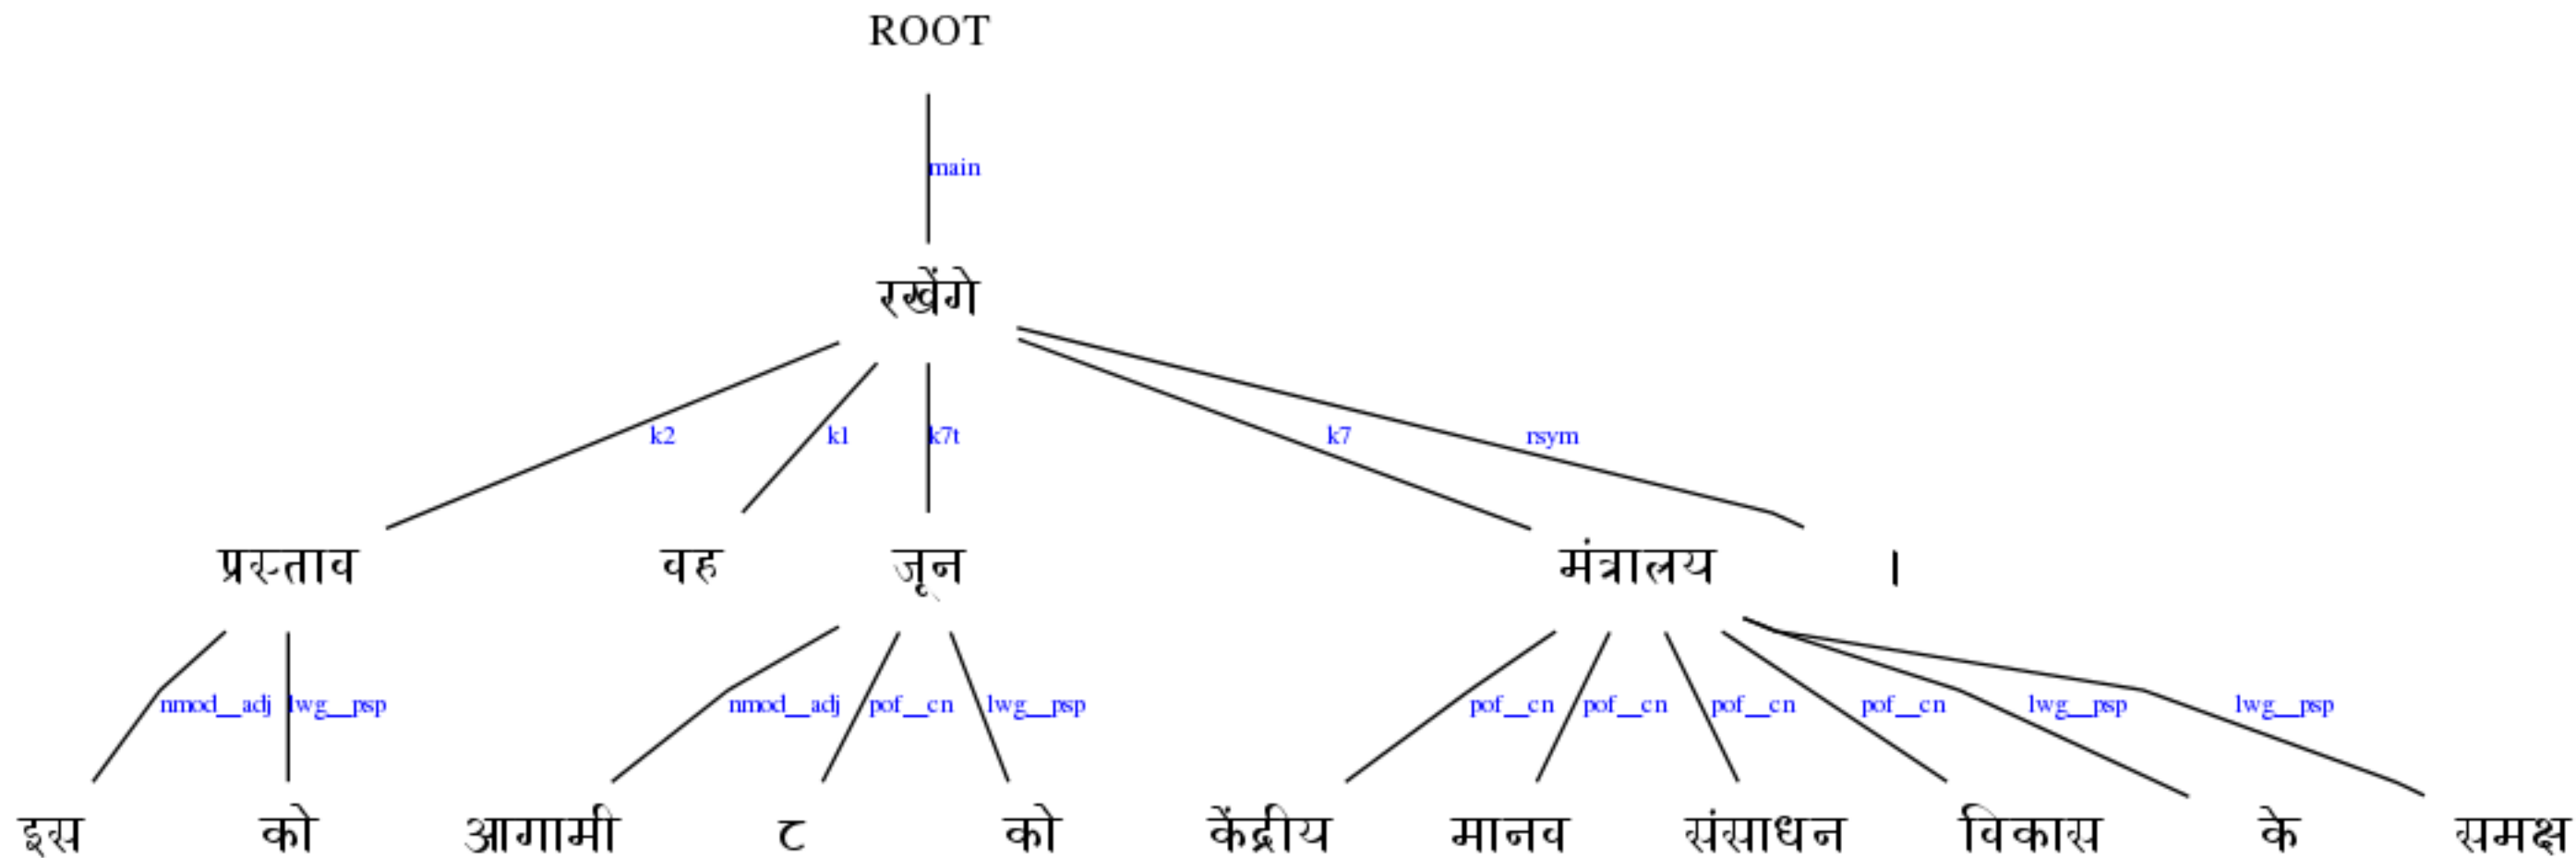 ROOT
main
रखेंगे
k2 k1 k7t k7 rsym
प्रस्ताव वह जून मंत्रालय ।
nmod__adj lwg__psp nmod__adj pof__cn lwg__psp pof__cn pof__cn pof__cn pof__cn lwg__psp lwg__psp
इस को आगामी ८ को केंद्रीय मानव संसाधन विकास के समक्ष